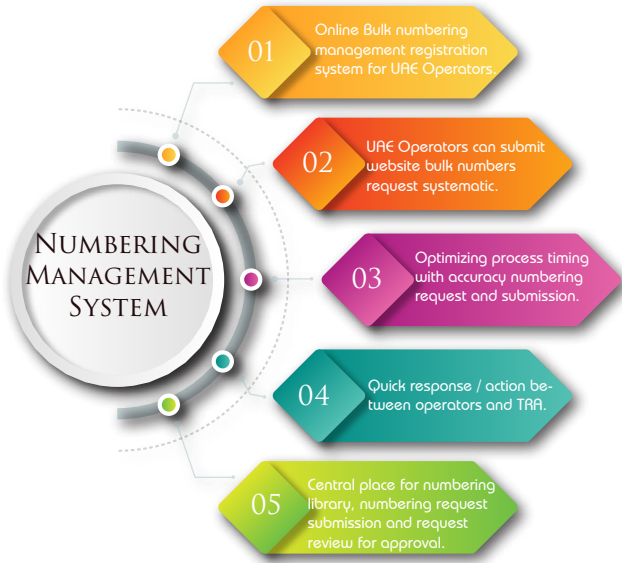 NUMBERING
MANAGEMENT
SYSTEM
01
Online Bulk numbering
management registration
system for UAE Operators.
02
UAE Operators can submit
website bulk numbers
request systematic.
03
Optimizing process timing
with accuracy numbering
request and submission.
04
Quick response / action be-
tween operators and TRA.
05
Central place for numbering
library, numbering request
submission and request
review for approval.